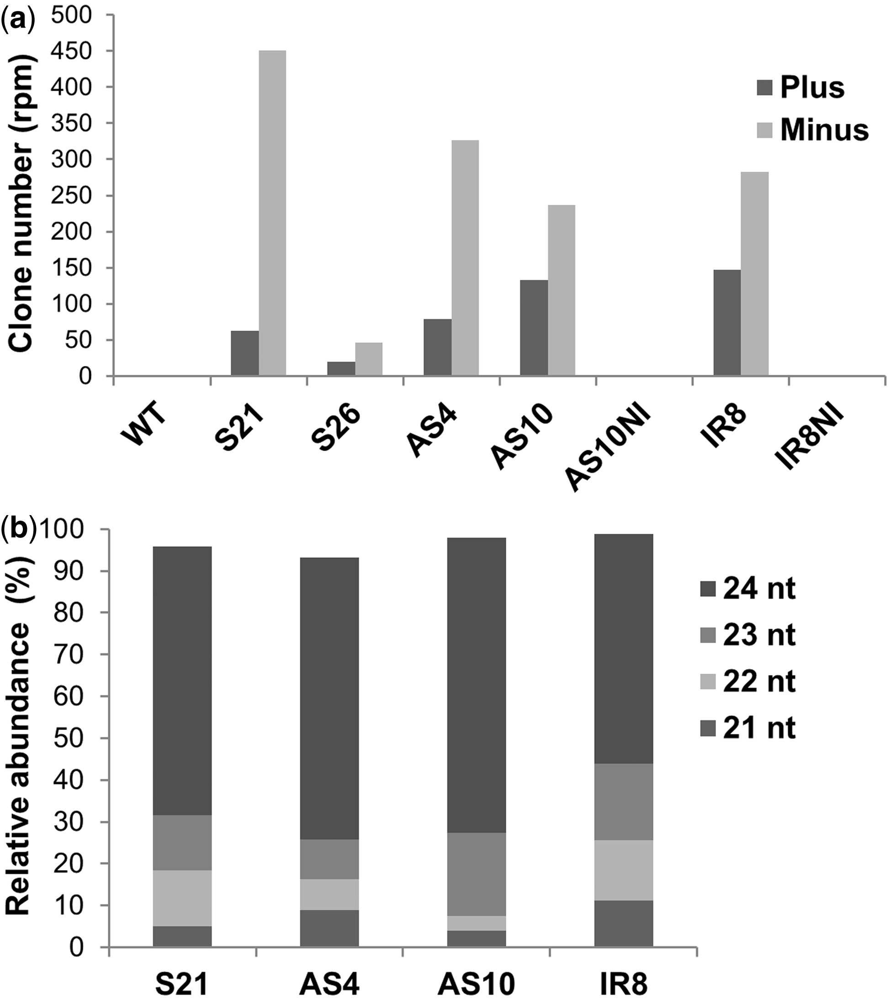 (a)
Clone number (rpm)
500
450
400
350
300
250
200
150
100
50
0
Plus
Minus
WT
S21
S26
AS4
AS10
AS10NI
IR8
IR8NI
(b)
Relative abundance (%)
100
90
80
70
60
50
40
30
20
10
0
24 nt
23 nt
22 nt
21 nt
S21
AS4
AS10
IR8